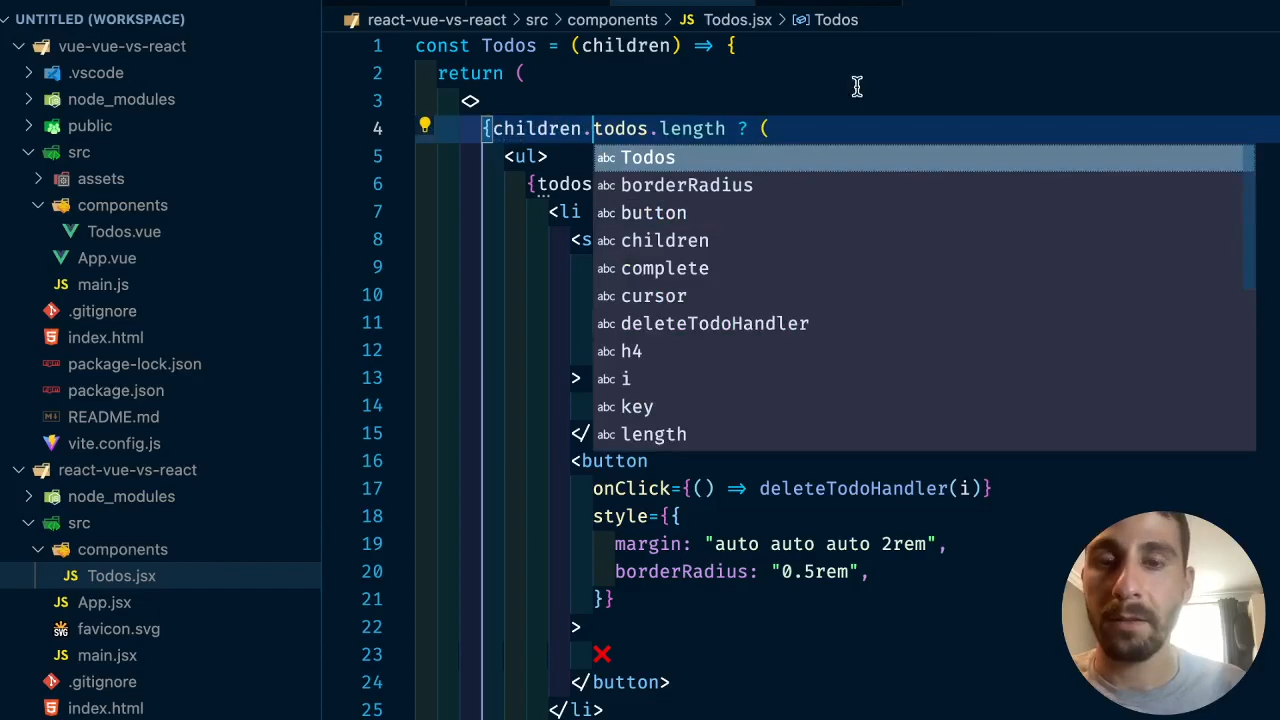 UNTITLED (WORKSPACE)
vue-vue-vs-react
.vscode
node_modules
public
src
assets
components
Todos.vue
App.vue
main.js
.gitignore
index.html
package-lock.json
package.json
README.md
vite.config.js
react-vue-vs-react
node_modules
src
components
JS Todos.jsx
App.jsx
favicon.svg
JS main.jsx
.gitignore
index.html
react-vue-vs-react > src > components > JS Todos.jsx > Todos
1 const Todos = (children) => {
2 return (
3 <>
4 {children.todos.length ? (
5 <ul>
6 {todos
7 <li
8 <s
9
10
11
12
13 >
14
15 </
16 <button
17 onClick={() => deleteTodoHandler(i)}
18 style={{
19 margin: "auto auto auto 2rem",
20 borderRadius: "0.5rem",
21 }}
22 >
23 ❌
24 </button>
25 </li>
abc Todos
abc borderRadius
abc button
abc children
abc complete
abc cursor
abc deleteTodoHandler
abc h4
abc i
abc key
abc length